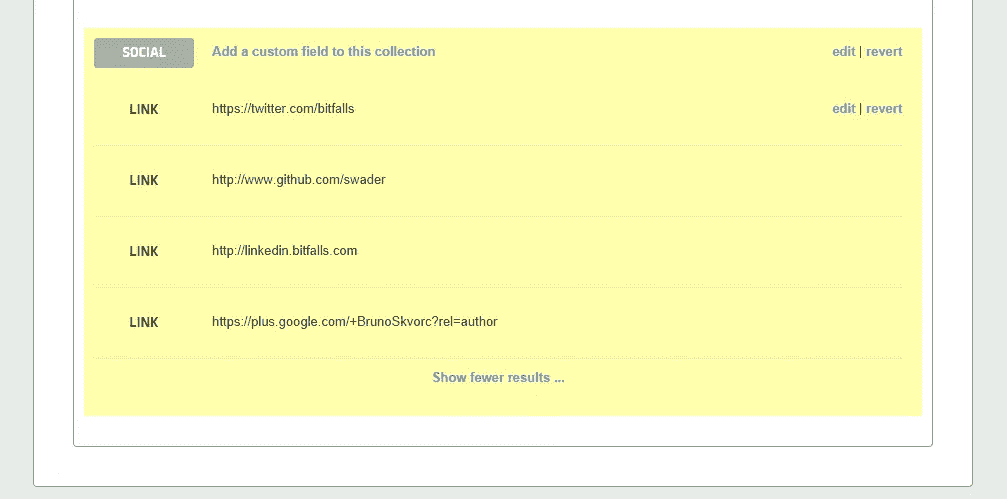 SOCIAL Add a custom field to this collection edit | revert
LINK https://twitter.com/bitfalls edit | revert
LINK http://www.github.com/swader
LINK http://linkedin.bitfalls.com
LINK https://plus.google.com/+BrunoSkvorc?rel=author
Show fewer results ...